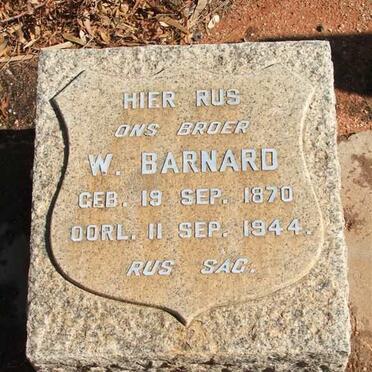 HIER RUS
ONS BROER
W. BARNARD
GEB. 19 SEP. 1870
OORL. 11 SEP. 1944.
RUS SAG.